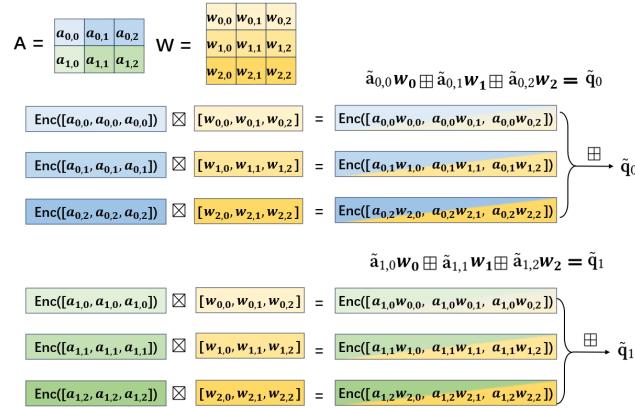 A = a₀,₀ a₀,₁ a₀,₂ W = w₀,₀ w₀,₁ w₀,₂
a₁,₀ a₁,₁ a₁,₂ w₁,₀ w₁,₁ w₁,₂
w₂,₀ w₂,₁ w₂,₂
ã₀,₀w₀ ⊞ ã₀,₁w₁ ⊞ ã₀,₂w₂ = q̃₀
Enc([a₀,₀, a₀,₀, a₀,₀]) ⊠ [w₀,₀, w₀,₁, w₀,₂] = Enc([a₀,₀w₀,₀, a₀,₀w₀,₁, a₀,₀w₀,₂])
Enc([a₀,₁, a₀,₁, a₀,₁]) ⊠ [w₁,₀, w₁,₁, w₁,₂] = Enc([a₀,₁w₁,₀, a₀,₁w₁,₁, a₀,₁w₁,₂]) ⊞ q̃₀
Enc([a₀,₂, a₀,₂, a₀,₂]) ⊠ [w₂,₀, w₂,₁, w₂,₂] = Enc([a₀,₂w₂,₀, a₀,₂w₂,₁, a₀,₂w₂,₂])
ã₁,₀w₀ ⊞ ã₁,₁w₁ ⊞ ã₁,₂w₂ = q̃₁
Enc([a₁,₀, a₁,₀, a₁,₀]) ⊠ [w₀,₀, w₀,₁, w₀,₂] = Enc([a₁,₀w₀,₀, a₁,₀w₀,₁, a₁,₀w₀,₂])
Enc([a₁,₁, a₁,₁, a₁,₁]) ⊠ [w₁,₀, w₁,₁, w₁,₂] = Enc([a₁,₁w₁,₀, a₁,₁w₁,₁, a₁,₁w₁,₂]) ⊞ q̃₁
Enc([a₁,₂, a₁,₂, a₁,₂]) ⊠ [w₂,₀, w₂,₁, w₂,₂] = Enc([a₁,₂w₂,₀, a₁,₂w₂,₁, a₁,₂w₂,₂])